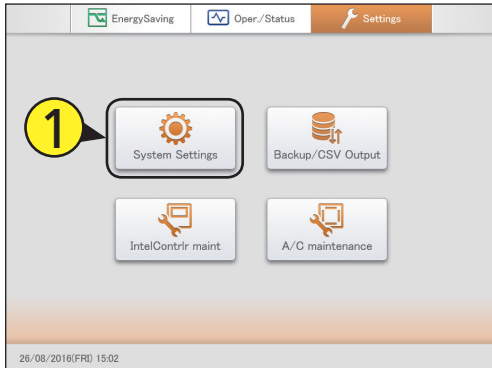 EnergySaving Oper./Status Settings
1
System Settings Backup/CSV Output
IntelContrlr maint A/C maintenance
26/08/2016(FRI) 15:02